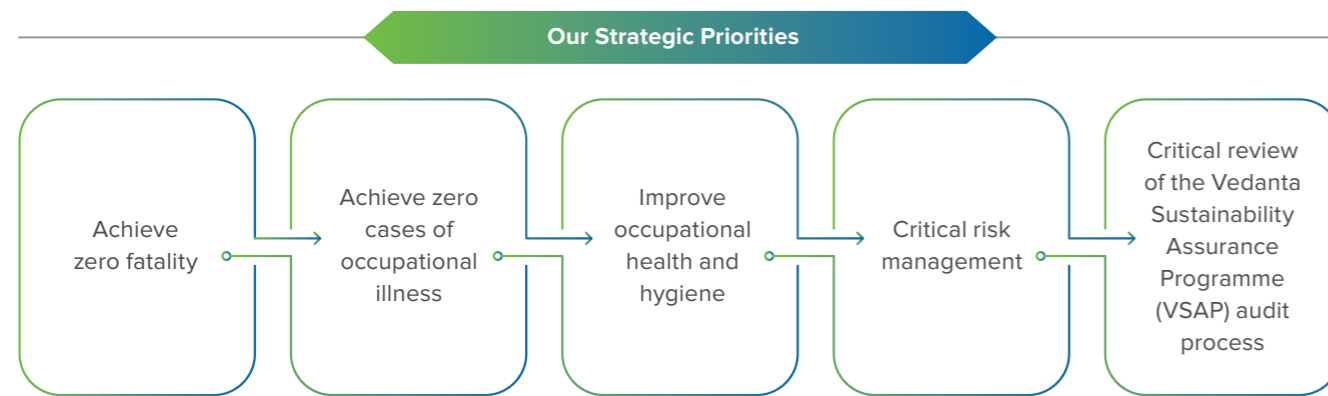 Our Strategic Priorities
Achieve
zero fatality
Achieve zero
cases of
occupational
illness
Improve
occupational
health and
hygiene
Critical risk
management
Critical review
of the Vedanta
Sustainability
Assurance
Programme
(VSAP) audit
process